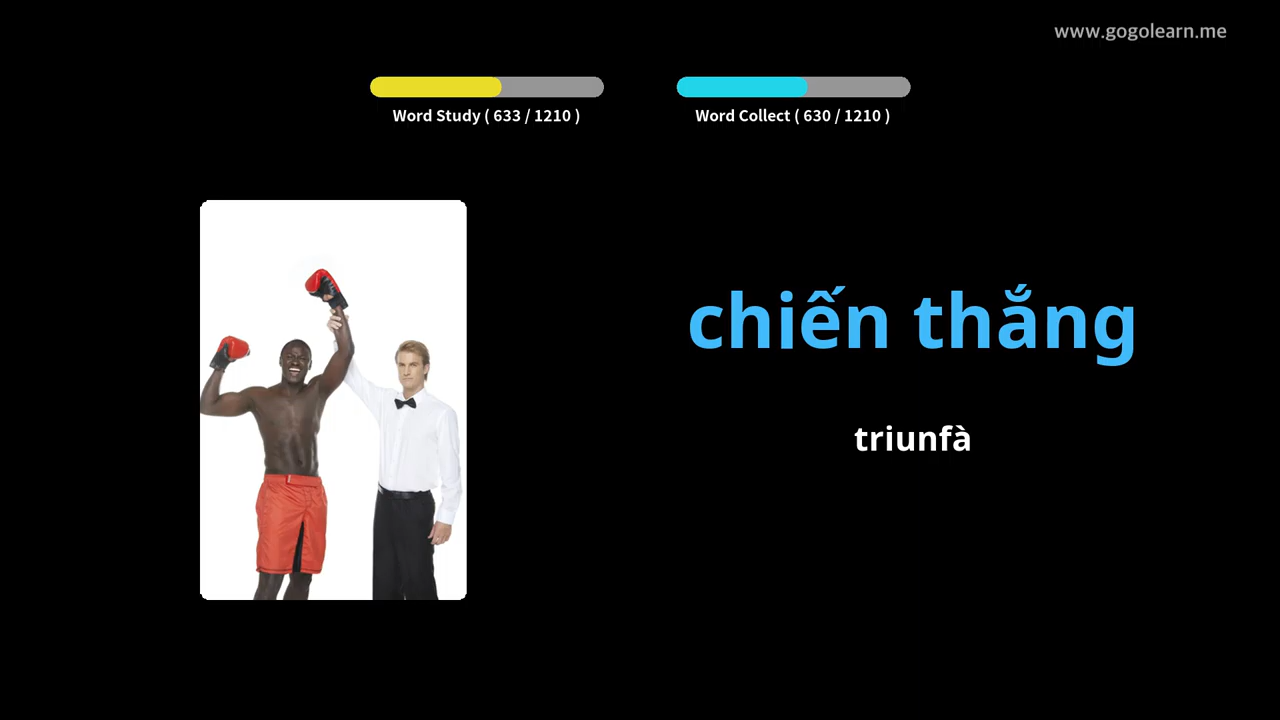 www.gogolearn.me
Word Study ( 633 / 1210 )
Word Collect ( 630 / 1210 )
chiến thắng
triunfà